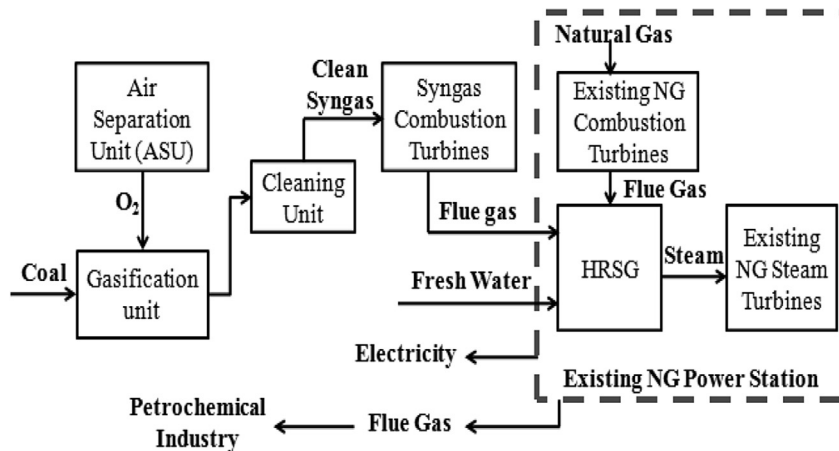 Natural Gas
Air
Separation
Unit (ASU)
Clean
Syngas
Syngas
Combustion
Turbines
Existing NG
Combustion
Turbines
O₂
Cleaning
Unit
Flue gas
Flue Gas
Coal
Gasification
unit
Fresh Water
HRSG
Steam
Existing
NG Steam
Turbines
Electricity
Existing NG Power Station
Petrochemical
Industry
Flue Gas